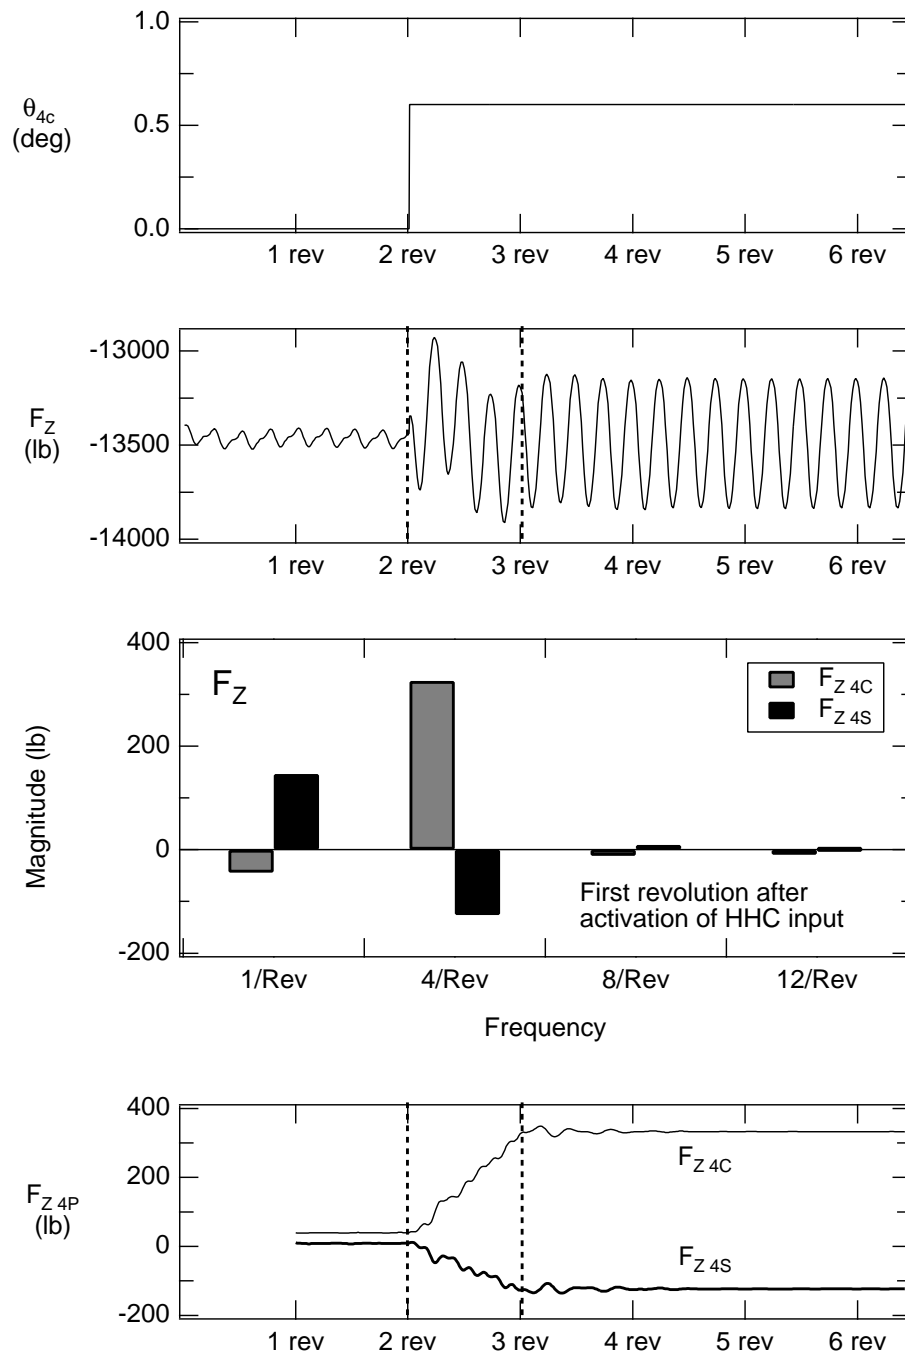 1.0
θ4c
(deg)
0.5
0.0
1 rev 2 rev 3 rev 4 rev 5 rev 6 rev
-13000
FZ
(lb)
-13500
-14000
1 rev 2 rev 3 rev 4 rev 5 rev 6 rev
400
FZ
FZ 4C
FZ 4S
200
Magnitude (lb)
0
First revolution after
activation of HHC input
-200
1/Rev 4/Rev 8/Rev 12/Rev
Frequency
400
FZ 4C
200
FZ 4P
(lb)
0
FZ 4S
-200
1 rev 2 rev 3 rev 4 rev 5 rev 6 rev